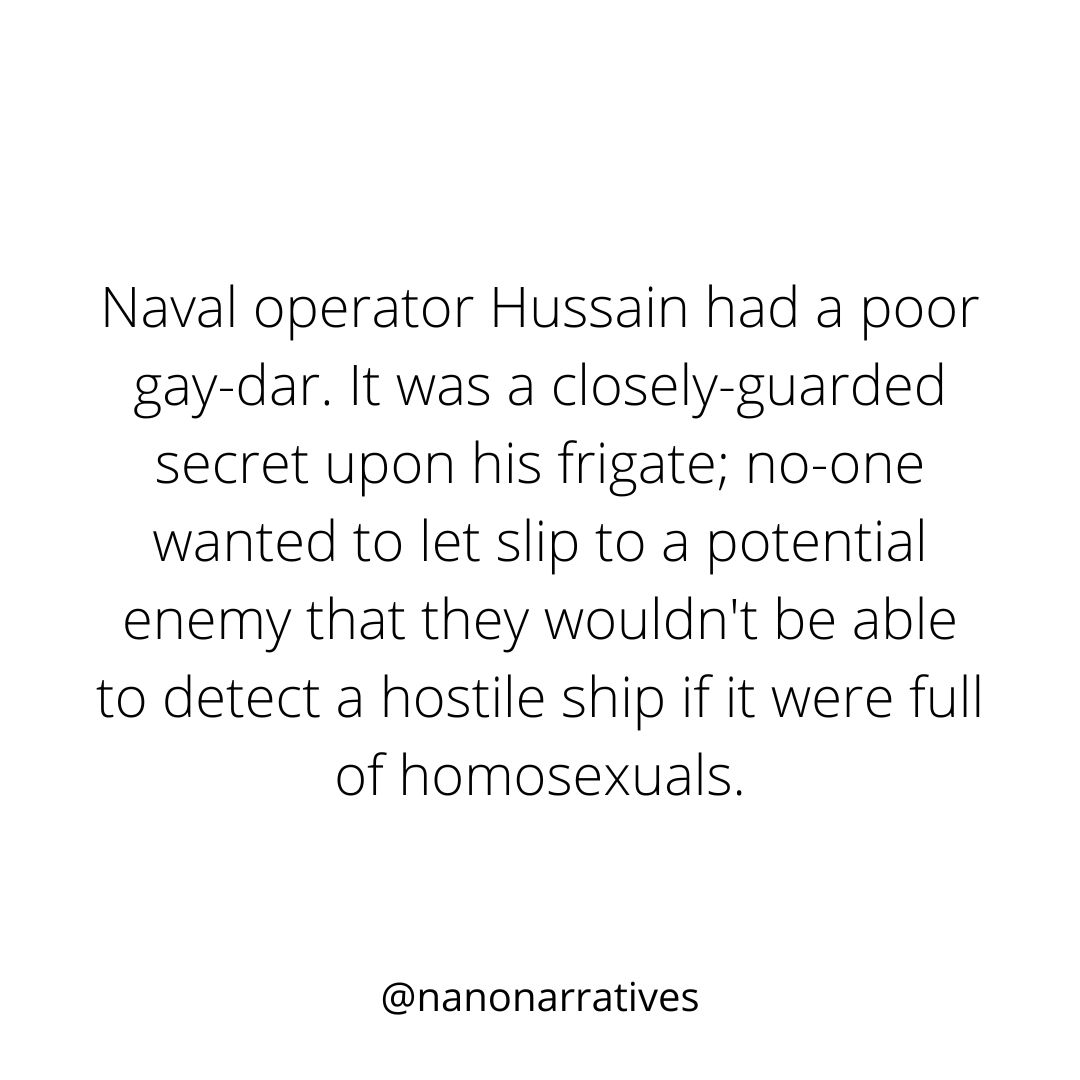 Naval operator Hussain had a poor
gay-dar. It was a closely-guarded
secret upon his frigate; no-one
wanted to let slip to a potential
enemy that they wouldn't be able
to detect a hostile ship if it were full
of homosexuals.
@nanonarratives